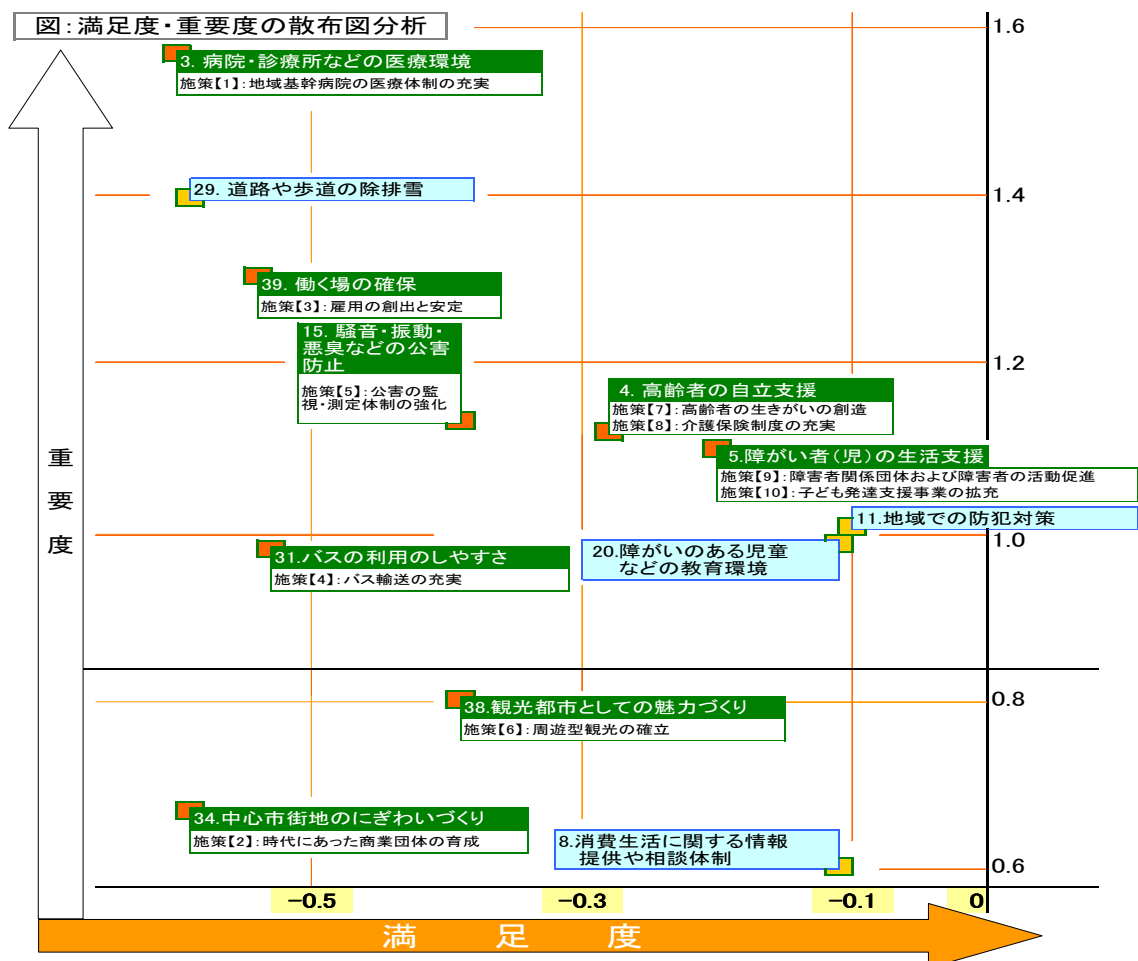 図:満足度・重要度の散布図分析
1.6
3. 病院・診療所などの医療環境
施策【1】:地域基幹病院の医療体制の充実
29. 道路や歩道の除排雪
1.4
39. 働く場の確保
施策【3】:雇用の創出と安定
15. 騒音・振動・
悪臭などの公害
防止
施策【5】:公害の監
視・測定体制の強化
1.2
4. 高齢者の自立支援
施策【7】:高齢者の生きがいの創造
施策【8】:介護保険制度の充実
5.障がい者(児)の生活支援
施策【9】:障害者関係団体および障害者の活動促進
施策【10】:子ども発達支援事業の拡充
11.地域での防犯対策
1.0
20.障がいのある児童
などの教育環境
31.バスの利用のしやすさ
施策【4】:バス輸送の充実
重要度
0.8
38.観光都市としての魅力づくり
施策【6】:周遊型観光の確立
34.中心市街地のにぎわいづくり
施策【2】:時代にあった商業団体の育成
8.消費生活に関する情報
提供や相談体制
0.6
−0.5 −0.3 −0.1 0
満足度